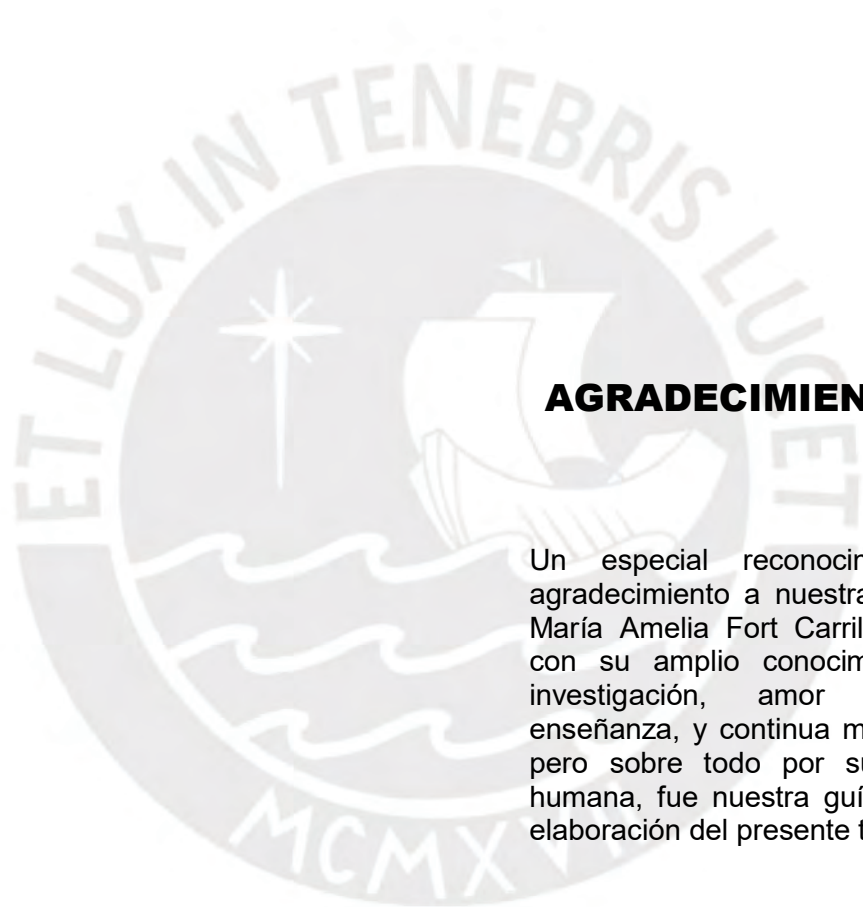 ET LUX IN TENEBRIS LUCET
AGRADECIMIEN
Un especial reconocim
agradecimiento a nuestra
María Amelia Fort Carril
con su amplio conocim
investigación, amor
enseñanza, y continua m
pero sobre todo por su
humana, fue nuestra guí
elaboración del presente t
MCMXVII